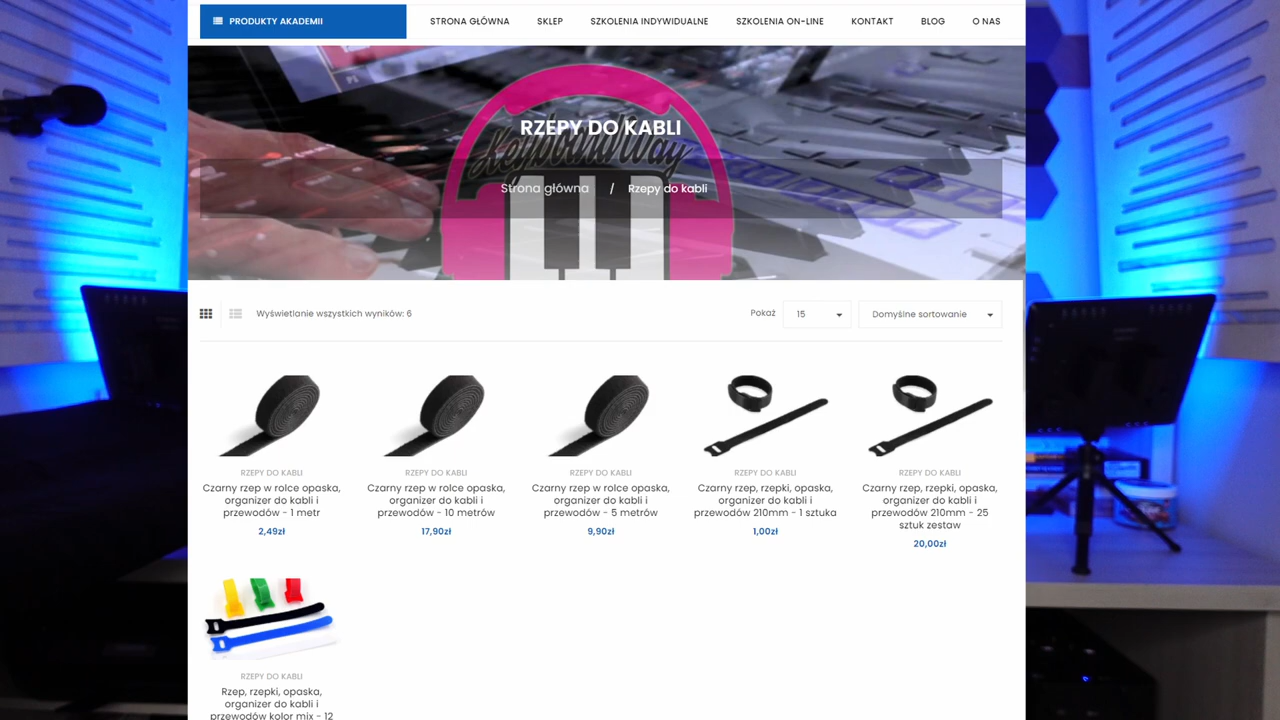 PRODUKTY AKADEMII
STRONA GŁÓWNA
SKLEP
SZKOLENIA INDYWIDUALNE
SZKOLENIA ON-LINE
KONTAKT
BLOG
O NAS
KeyboardWay
RZEPY DO KABLI
Strona główna / Rzepy do kabli
Wyświetlanie wszystkich wyników: 6
Pokaż
15
Domyślne sortowanie
RZEPY DO KABLI
Czarny rzep w rolce opaska,
organizer do kabli i
przewodów - 1 metr
2,49zł
RZEPY DO KABLI
Czarny rzep w rolce opaska,
organizer do kabli i
przewodów - 10 metrów
17,90zł
RZEPY DO KABLI
Czarny rzep w rolce opaska,
organizer do kabli i
przewodów - 5 metrów
9,90zł
RZEPY DO KABLI
Czarny rzep, rzepki, opaska,
organizer do kabli i
przewodów 210mm - 1 sztuka
1,00zł
RZEPY DO KABLI
Czarny rzep, rzepki, opaska,
organizer do kabli i
przewodów 210mm - 25
sztuk zestaw
20,00zł
RZEPY DO KABLI
Rzep, rzepki, opaska,
organizer do kabli i
przewodów kolor mix - 12